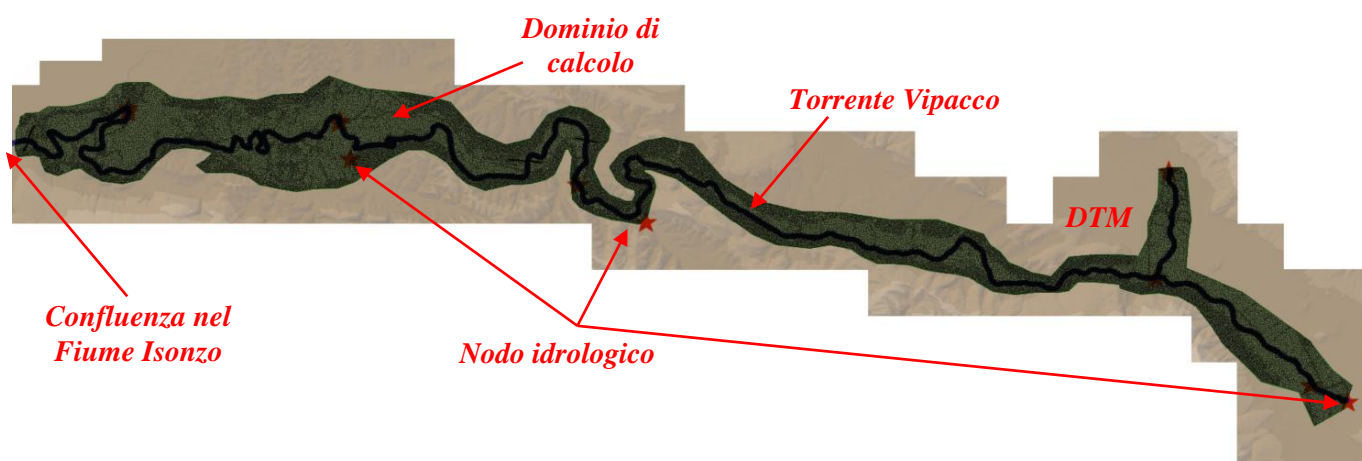 Dominio di
calcolo
Torrente Vipacco
DTM
Confluenza nel
Fiume Isonzo
Nodo idrologico